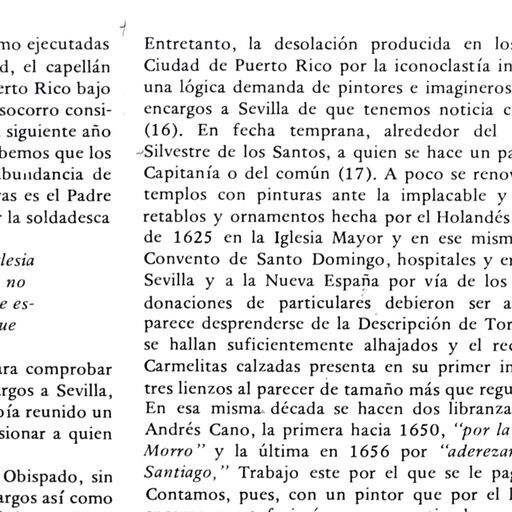 mo ejecutadas
d, el capellán
erto Rico bajo
socorro consi-
siguiente año
bemos que los
abundancia de
as es el Padre
r la soldadesca
lesia
no
e es-
ue
ara comprobar
rgos a Sevilla,
bía reunido un
sionar a quien
Obispado, sin
argos así como
Entretanto, la desolación producida en los
Ciudad de Puerto Rico por la iconoclastía in
una lógica demanda de pintores e imagineros
encargos a Sevilla de que tenemos noticia c
(16). En fecha temprana, alrededor del
Silvestre de los Santos, a quien se hace un pa
Capitanía o del común (17). A poco se renov
templos con pinturas ante la implacable y
retablos y ornamentos hecha por el Holandés
de 1625 en la Iglesia Mayor y en ese mism
Convento de Santo Domingo, hospitales y er
Sevilla y a la Nueva España por vía de los
donaciones de particulares debieron ser a
parece desprenderse de la Descripción de Tor
se hallan suficientemente alhajados y el rec
Carmelitas calzadas presenta en su primer in
tres lienzos al parecer de tamaño más que regu
En esa misma década se hacen dos libranza
Andrés Cano, la primera hacia 1650, "por la
Morro" y la última en 1656 por "aderezar
Santiago," Trabajo este por el que se le pag
Contamos, pues, con un pintor que por el l